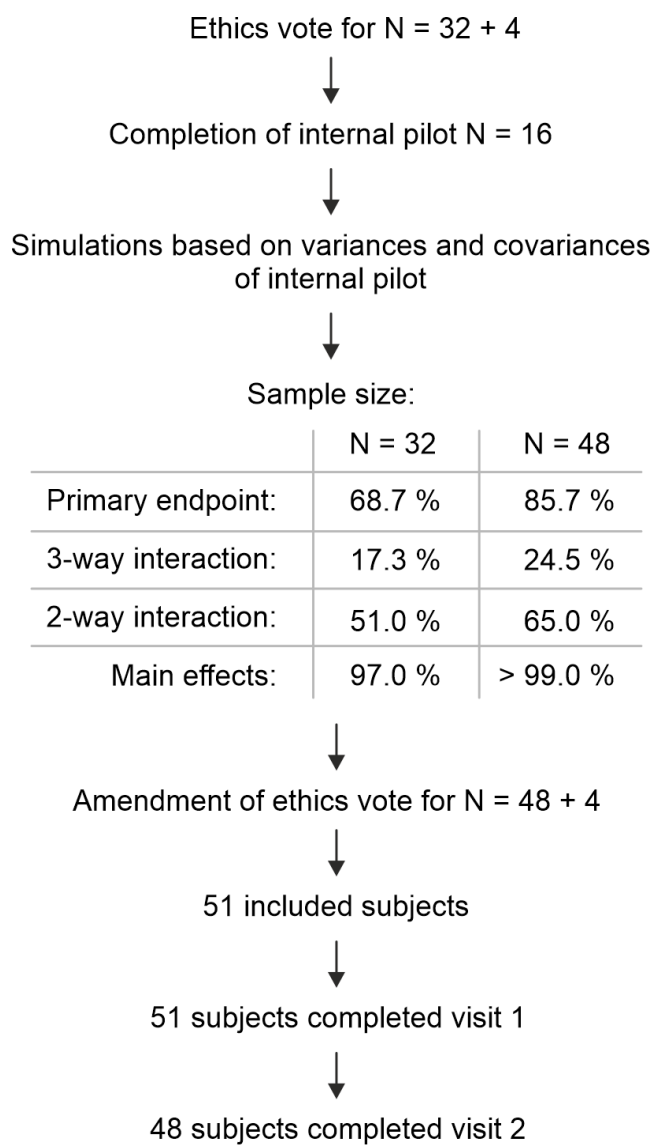 Ethics vote for N = 32 + 4
Completion of internal pilot N = 16
Simulations based on variances and covariances
of internal pilot
Sample size:
N = 32 N = 48
Primary endpoint: 68.7 % 85.7 %
3-way interaction: 17.3 % 24.5 %
2-way interaction: 51.0 % 65.0 %
Main effects: 97.0 % > 99.0 %
Amendment of ethics vote for N = 48 + 4
51 included subjects
51 subjects completed visit 1
48 subjects completed visit 2